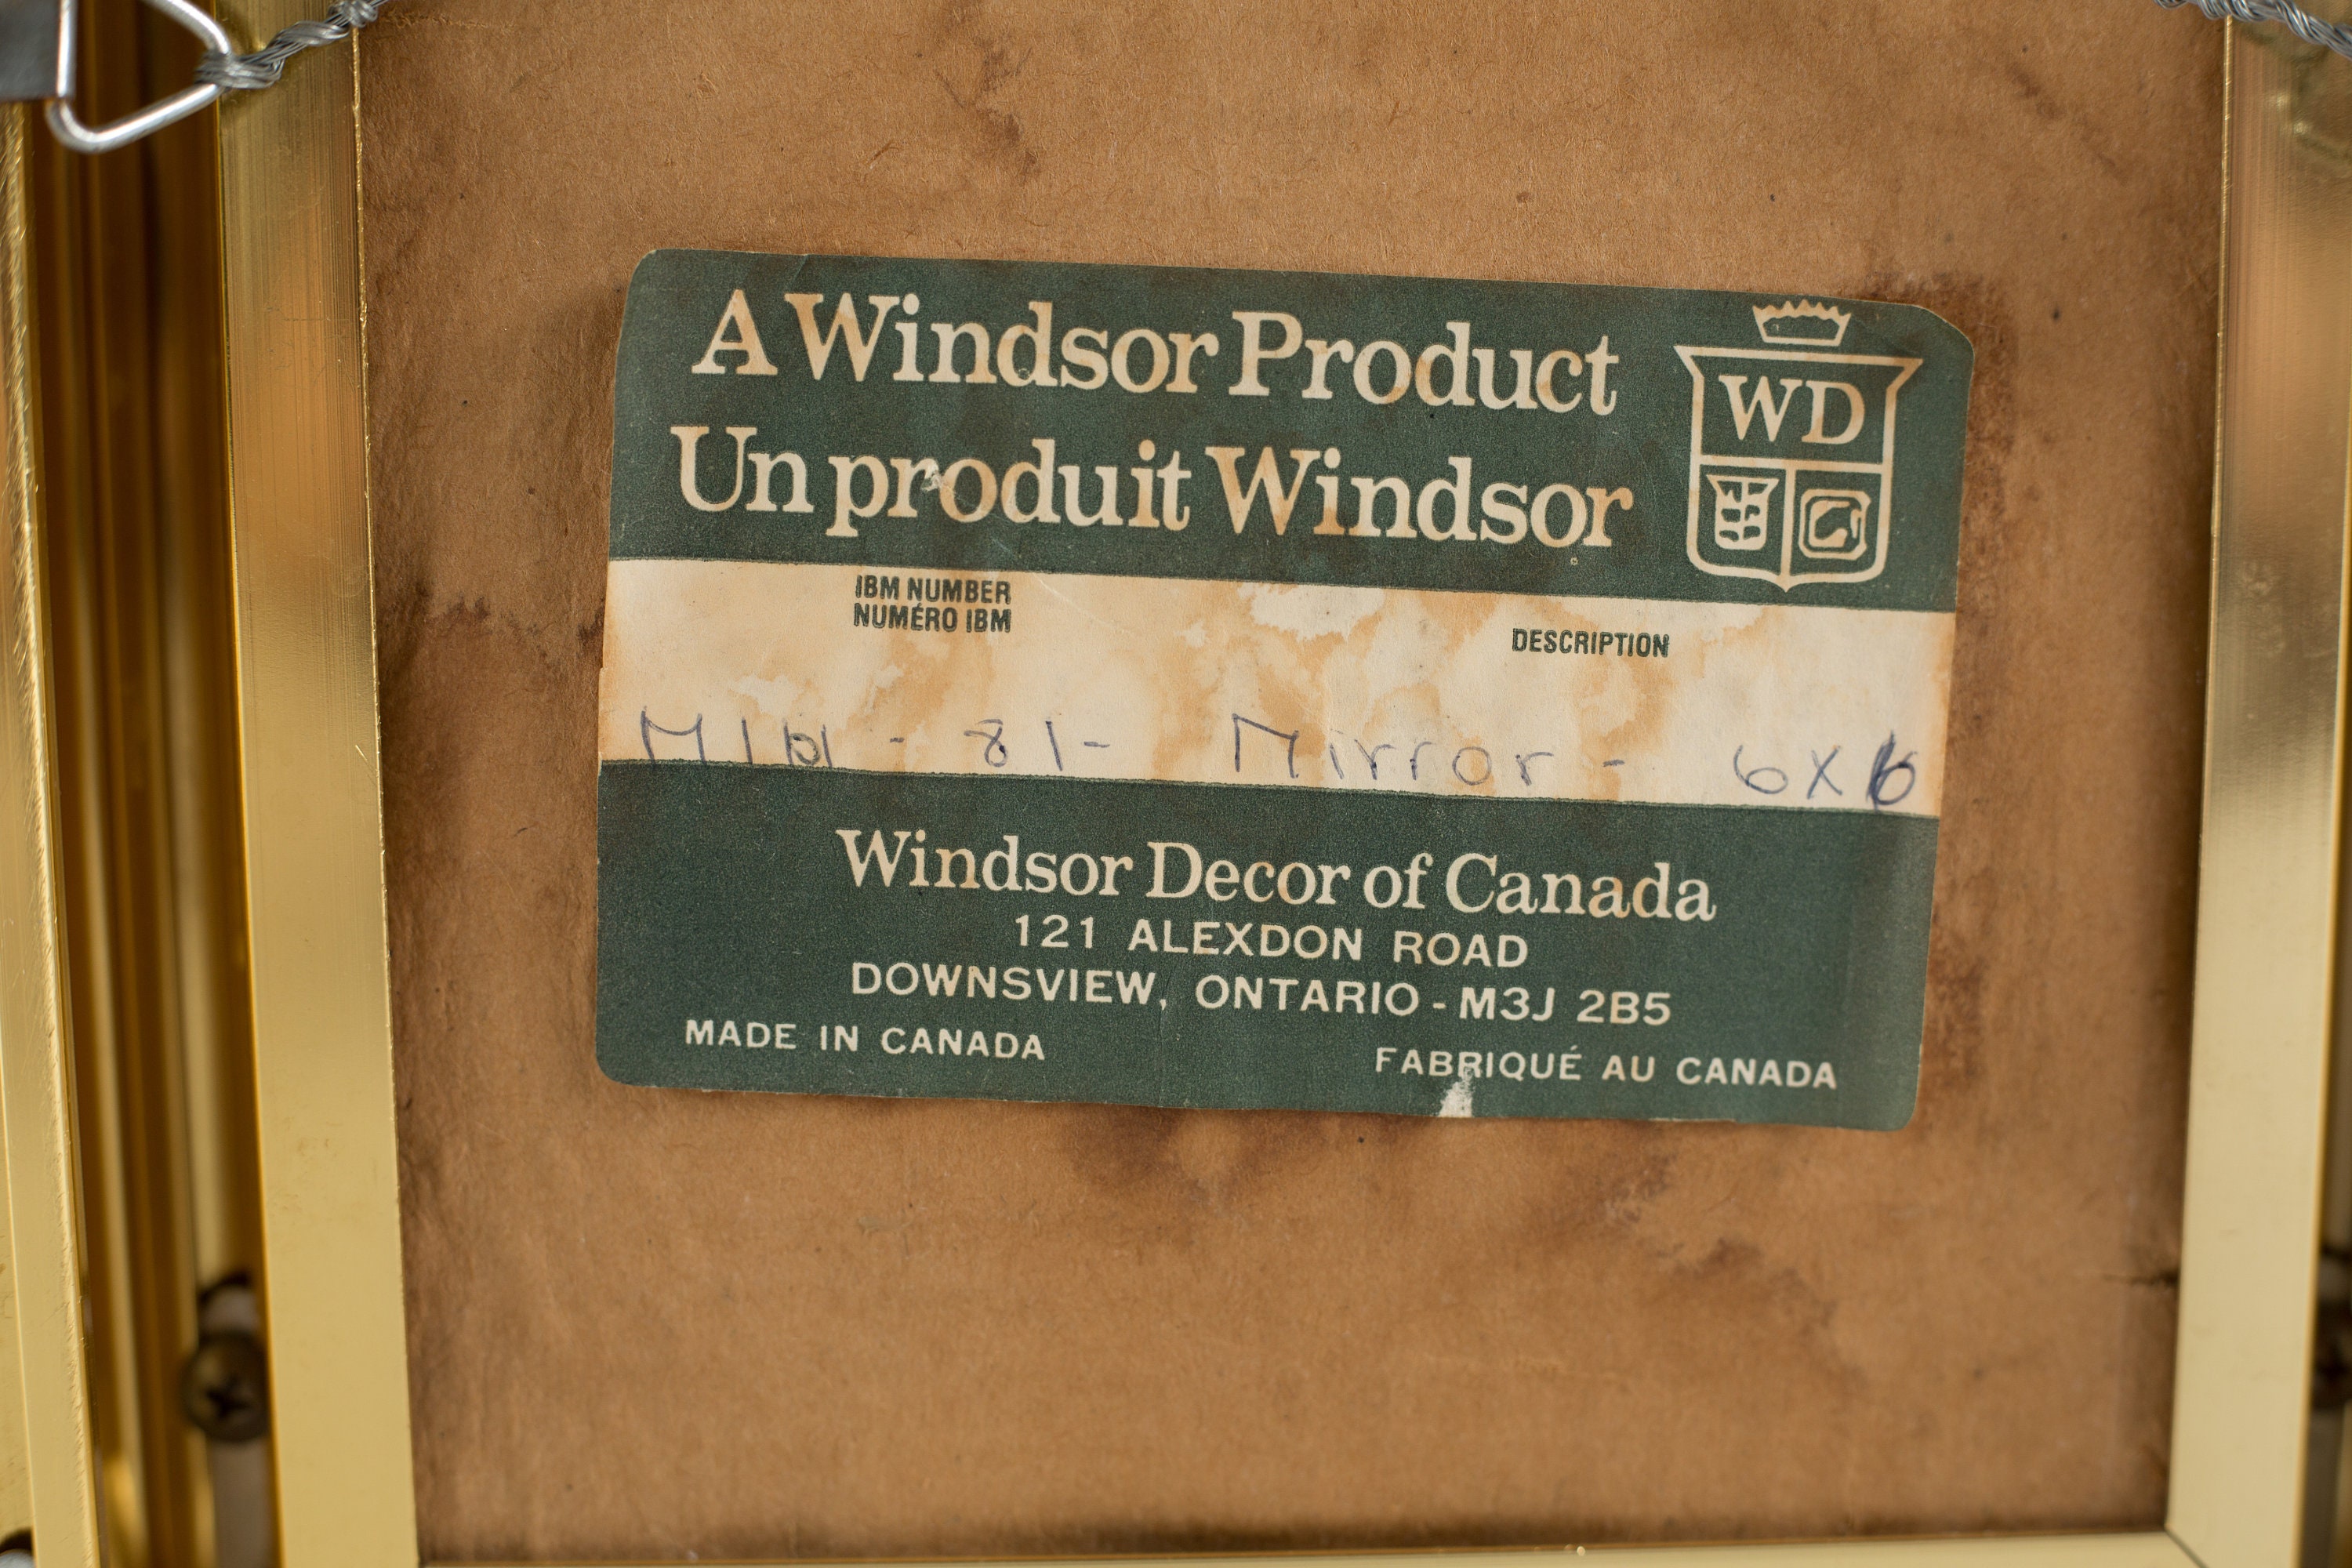 A Windsor Product
Un produit Windsor
WD
IBM NUMBER
NUMÉRO IBM
DESCRIPTION
- 81- Mirror - 6x6
Windsor Decor of Canada
121 ALEXDON ROAD
DOWNSVIEW, ONTARIO - M3J 2B5
MADE IN CANADA
FABRIQUÉ AU CANADA